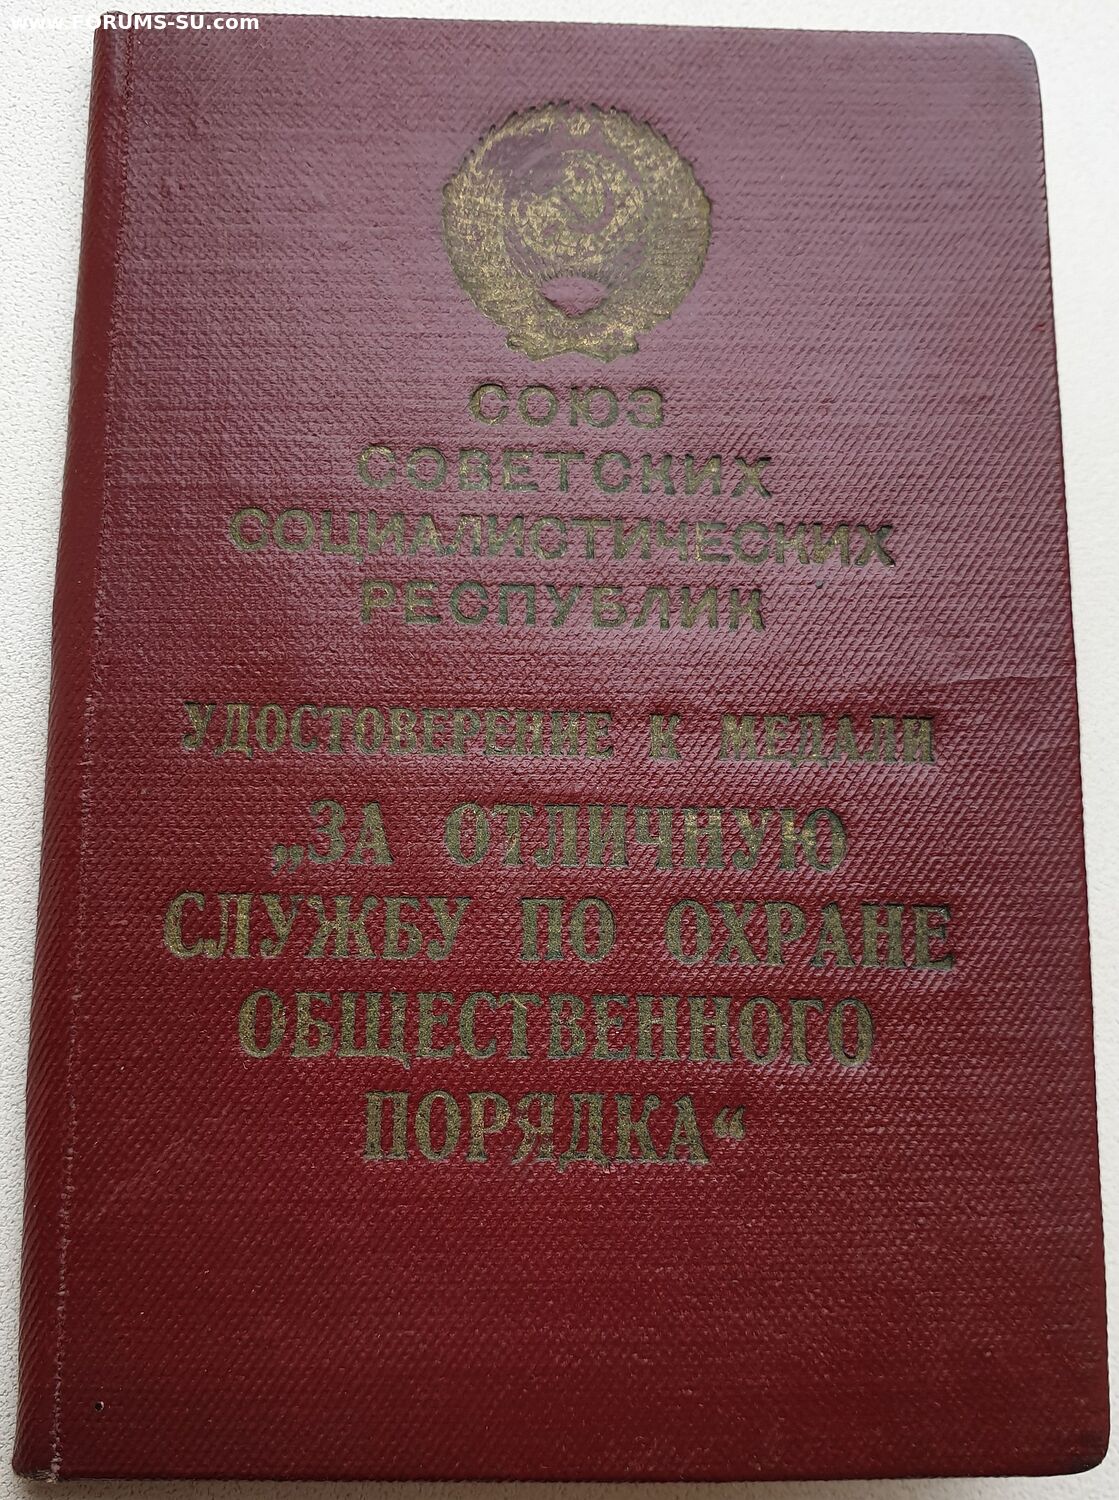 www.FORUMS-SU.com
СОЮЗ
СОВЕТСКИХ
СОЦИАЛИСТИЧЕСКИХ
РЕСПУБЛИК
УДОСТОВЕРЕНИЕ К МЕДАЛИ
„ЗА ОТЛИЧНУЮ
СЛУЖБУ ПО ОХРАНЕ
ОБЩЕСТВЕННОГО
ПОРЯДКА“